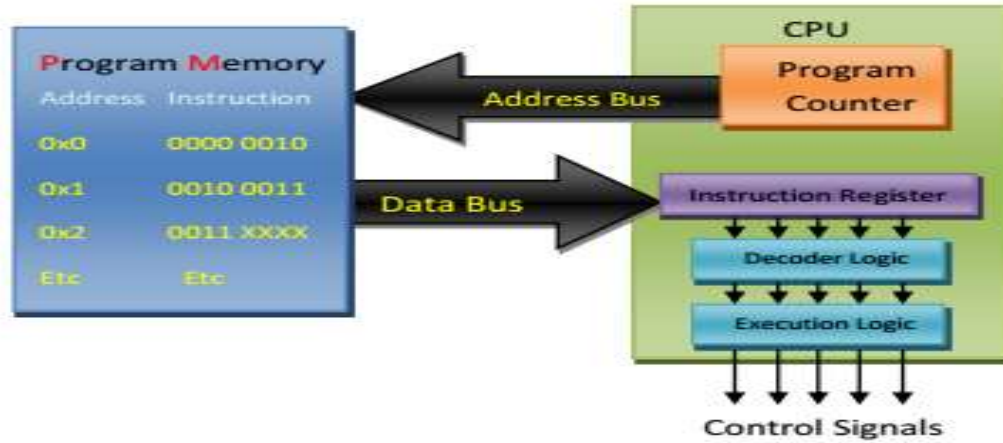 CPU
Program Memory
Address Instruction
0x0 0000 0010
0x1 0010 0011
0x2 0011 XXXX
Etc Etc
Address Bus
Program
Counter
Data Bus
Instruction Register
Decoder Logic
Execution Logic
Control Signals